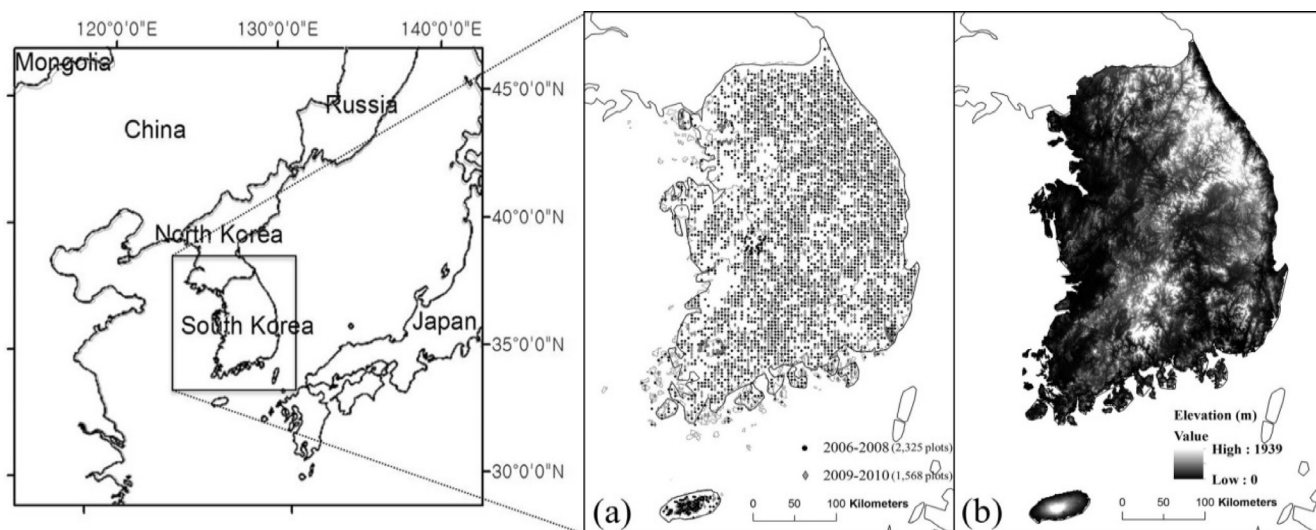 120°0'0"E
130°0'0"E
140°0'0"E
Mongolia
Russia
China
North Korea
South Korea
Japan
45°0'0"N
40°0'0"N
35°0'0"N
30°0'0"N
2006-2008 (2,325 plots)
2009-2010 (1,568 plots)
(a)
0 50 100 Kilometers
Elevation (m)
Value
High : 1939
Low : 0
(b)
0 50 100 Kilometers